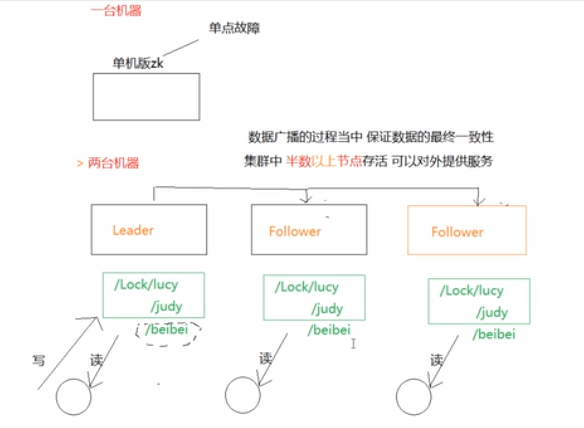 一台机器
单点故障
单机版zk
数据广播的过程当中 保证数据的最终一致性
> 两台机器
集群中 半数以上节点存活 可以对外提供服务
Leader
Follower
Follower
/Lock/lucy
/judy
/beibei
/Lock/lucy
/judy
/beibei
/Lock/lucy
/judy
/beibei
写
读
读
读